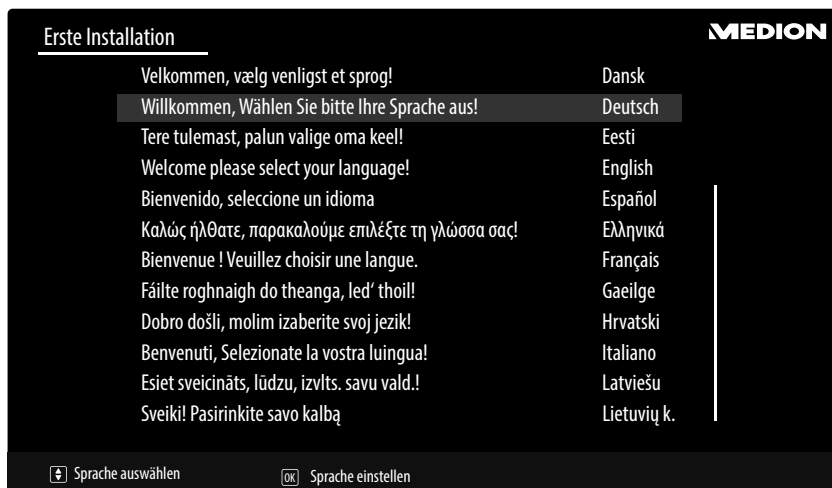 Erste Installation
MEDION
Velkommen, vælg venligst et sprog! Dansk
Willkommen, Wählen Sie bitte Ihre Sprache aus! Deutsch
Tere tulemast, palun valige oma keel! Eesti
Welcome please select your language! English
Bienvenido, seleccione un idioma Español
Καλώς ήλθατε, παρακαλούμε επιλέξτε τη γλώσσα σας! Ελληνικά
Bienvenue ! Veuillez choisir une langue. Français
Fáilte roghnaigh do theanga, led‘ thoil! Gaeilge
Dobro došli, molim izaberite svoj jezik! Hrvatski
Benvenuti, Selezionate la vostra luingua! Italiano
Esiet sveicināts, lūdzu, izvlts. savu vald.! Latviešu
Sveiki! Pasirinkite savo kalbą Lietuvių k.
Sprache auswählen OK Sprache einstellen